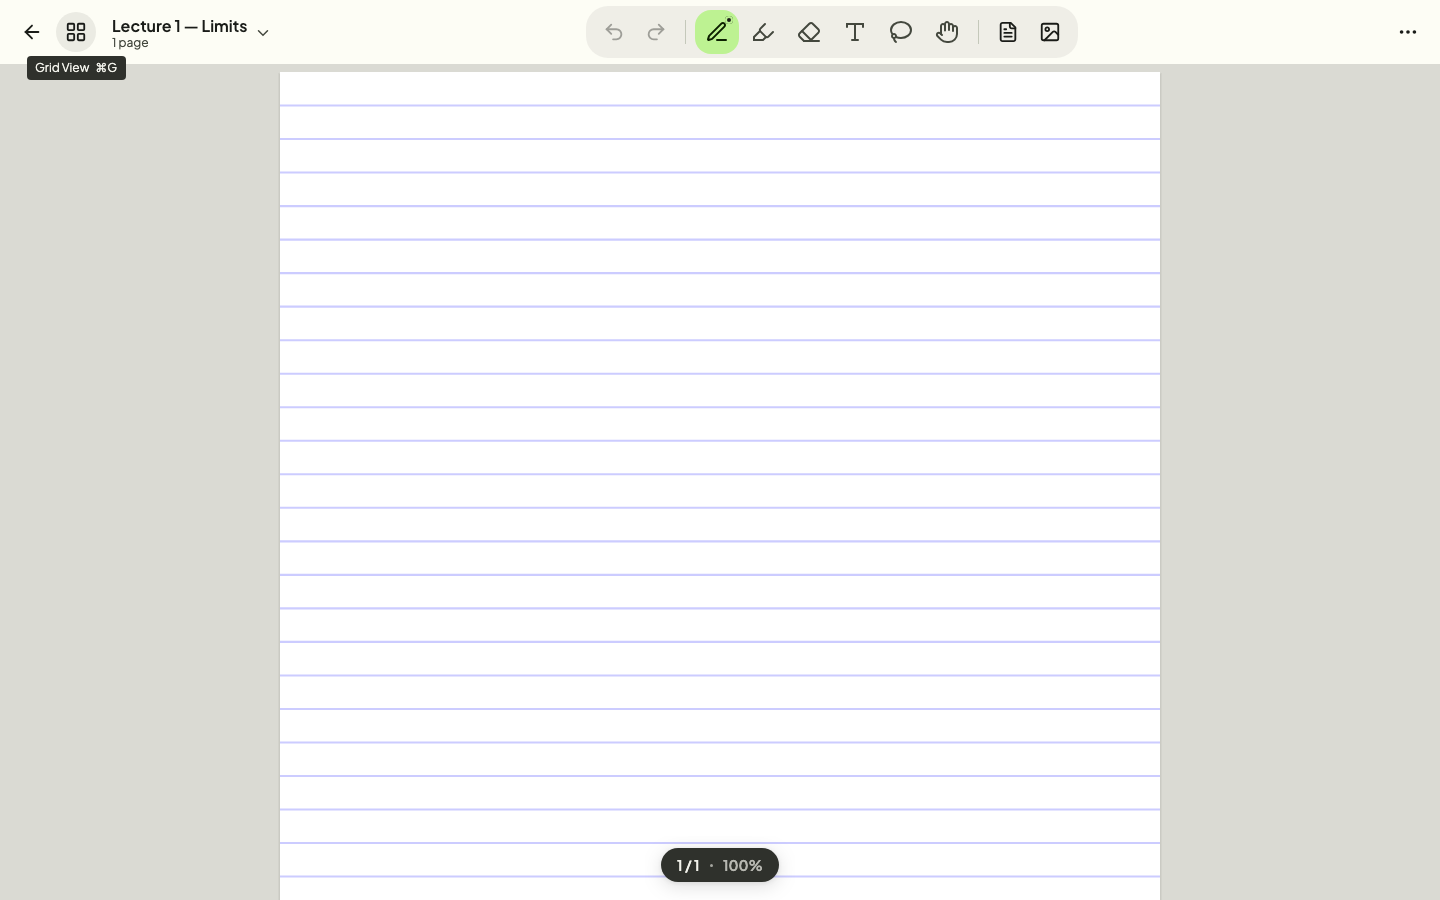 Lecture 1 — Limits
1 page
Grid View ⌘G
1 / 1 · 100%